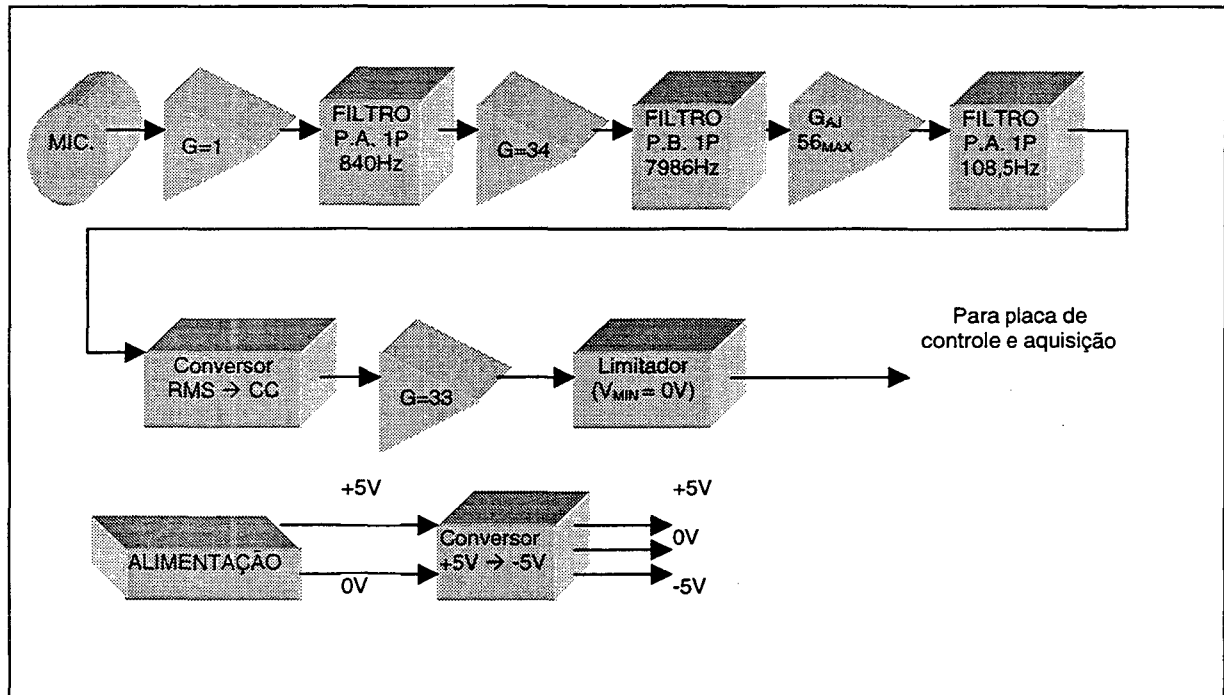 MIC.
G=1
FILTRO
P.A. 1P
840Hz
G=34
FILTRO
P.B. 1P
7986Hz
GAJ
56MAX
FILTRO
P.A. 1P
108,5Hz
Conversor
RMS → CC
G=33
Limitador
(VMIN = 0V)
Para placa de
controle e aquisição
ALIMENTAÇÃO
+5V
0V
Conversor
+5V → -5V
+5V
0V
-5V